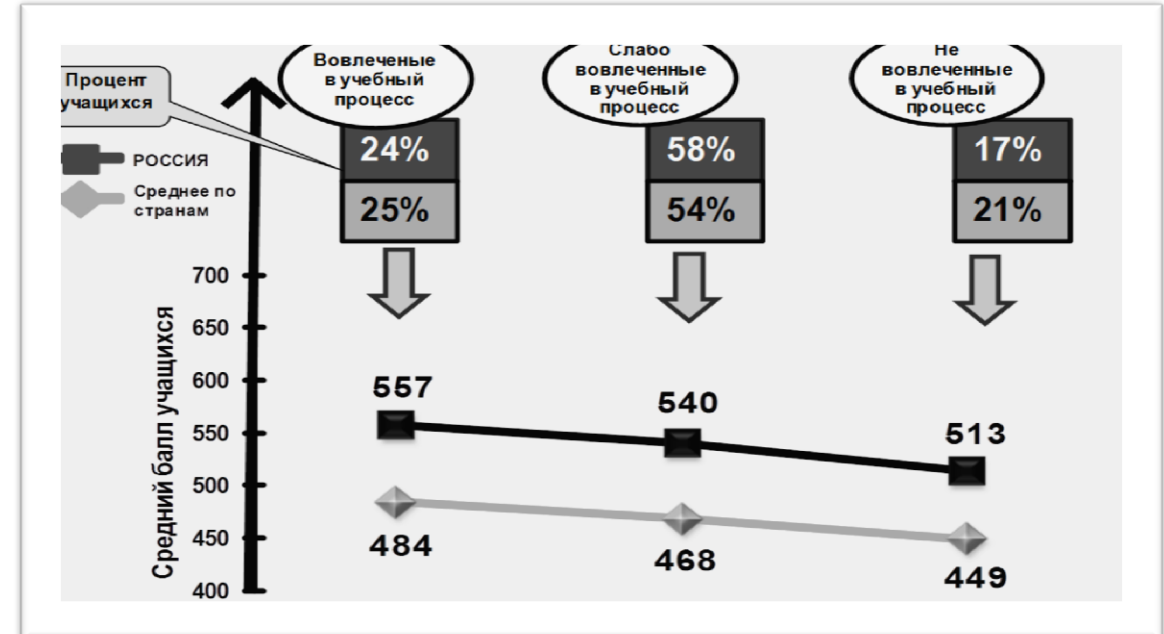 Процент
учащихся
РОССИЯ
Среднее по
странам
Вовлеченые
в учебный
процесс
Слабо
вовлеченные
в учебный
процесс
Не
вовлеченные
в учебный
процесс
24%
58%
17%
25%
54%
21%
Средний балл учащихся
700
650
600
550
500
450
400
557
540
513
484
468
449